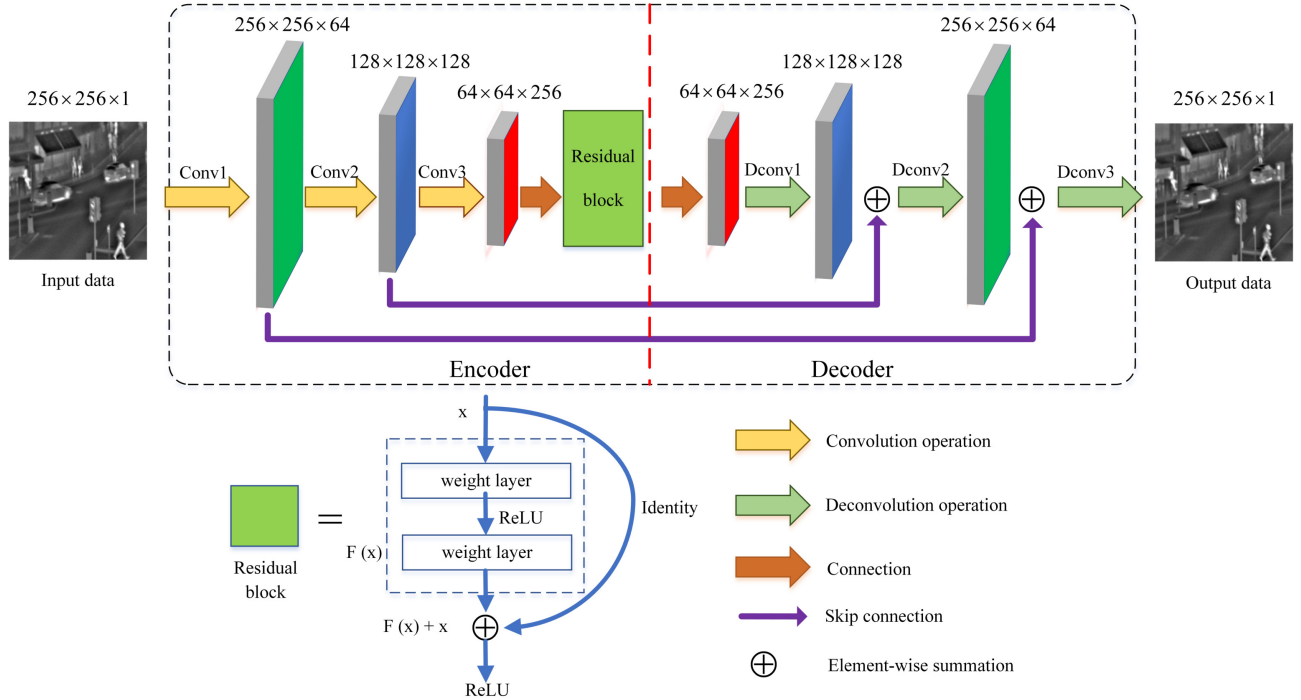 256×256×64
256×256×64
128×128×128
128×128×128
256×256×1
64×64×256
64×64×256
256×256×1
Conv1
Conv2
Conv3
Residual
block
Dconv1
Dconv2
Dconv3
Input data
Output data
Encoder
Decoder
x
weight layer
ReLU
weight layer
F (x)
Identity
F (x) + x
ReLU
=
Residual
block
Convolution operation
Deconvolution operation
Connection
Skip connection
Element-wise summation